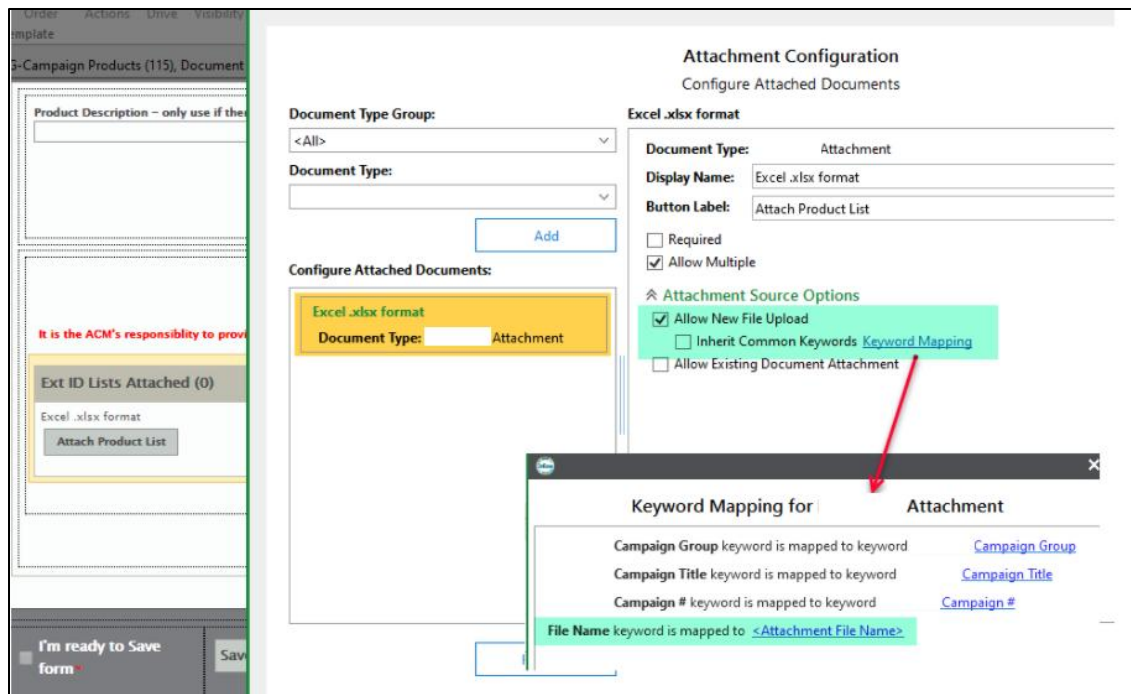 Order Actions Drive Visibility
emplate
G-Campaign Products (115), Document
Product Description – only use if ther
It is the ACM's responsiblity to provi
Ext ID Lists Attached (0)
Excel .xlsx format
Attach Product List
I'm ready to Save
form*
Save
Attachment Configuration
Configure Attached Documents
Document Type Group:
<All>
Document Type:
Add
Configure Attached Documents:
Excel .xlsx format
Document Type: Attachment
Excel .xlsx format
Document Type: Attachment
Display Name: Excel .xlsx format
Button Label: Attach Product List
Required
Allow Multiple
Attachment Source Options
Allow New File Upload
Inherit Common Keywords Keyword Mapping
Allow Existing Document Attachment
Keyword Mapping for Attachment
Campaign Group keyword is mapped to keyword Campaign Group
Campaign Title keyword is mapped to keyword Campaign Title
Campaign # keyword is mapped to keyword Campaign #
File Name keyword is mapped to <Attachment File Name>